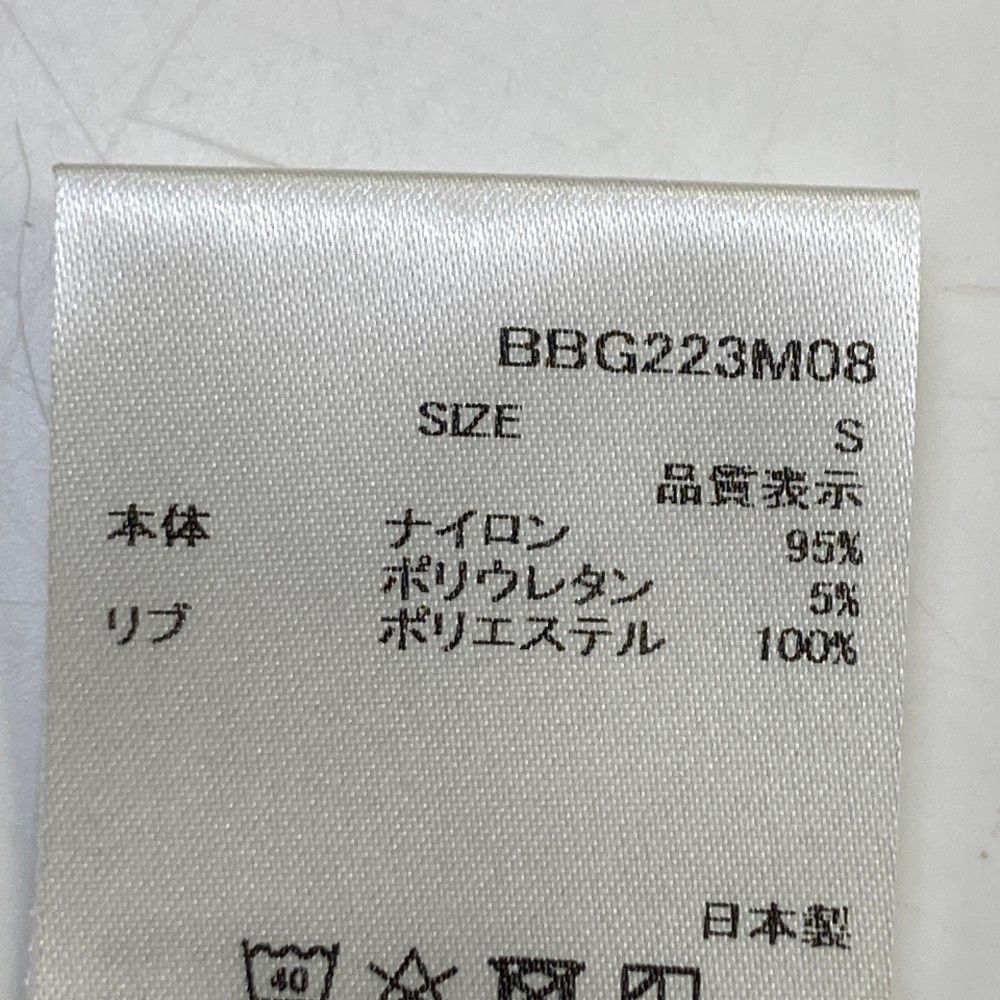 BBG223M08
SIZE S
品質表示
本体 ナイロン 95%
ポリウレタン 5%
リブ ポリエステル 100%
日本製
40